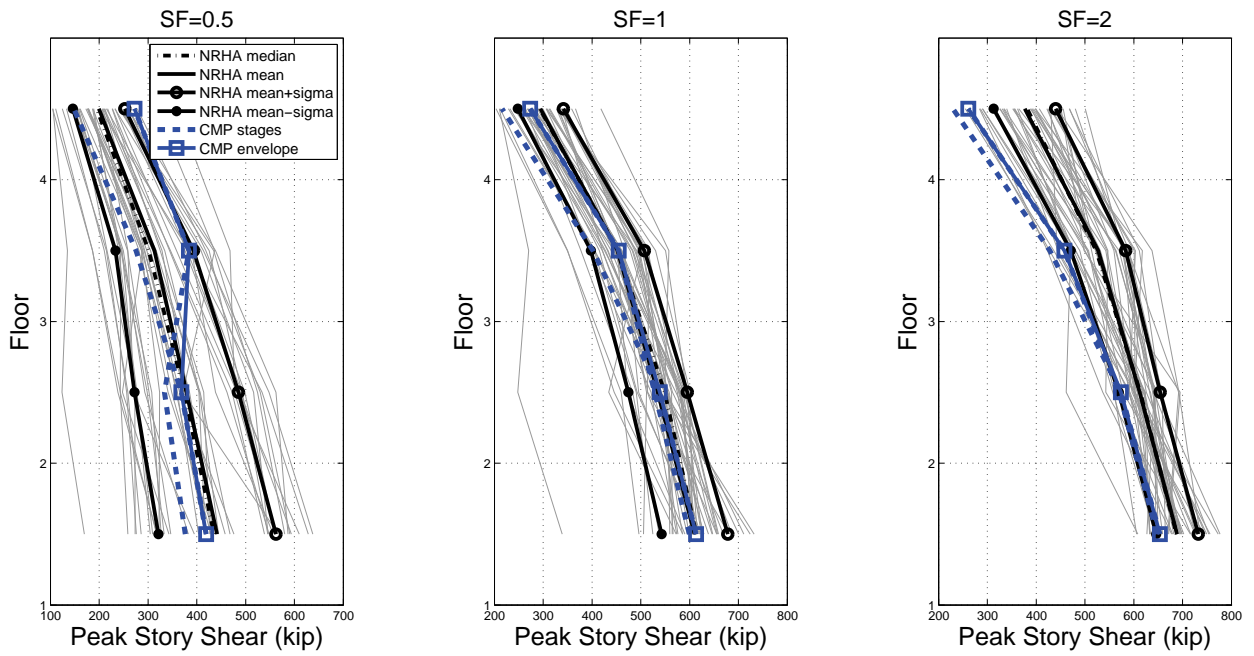 SF=0.5
NRHA median
NRHA mean
NRHA mean+sigma
NRHA mean−sigma
CMP stages
CMP envelope
4
3
2
1
Floor
100 200 300 400 500 600 700
Peak Story Shear (kip)
SF=1
4
3
2
1
Floor
200 300 400 500 600 700 800
Peak Story Shear (kip)
SF=2
4
3
2
1
Floor
200 300 400 500 600 700 800
Peak Story Shear (kip)